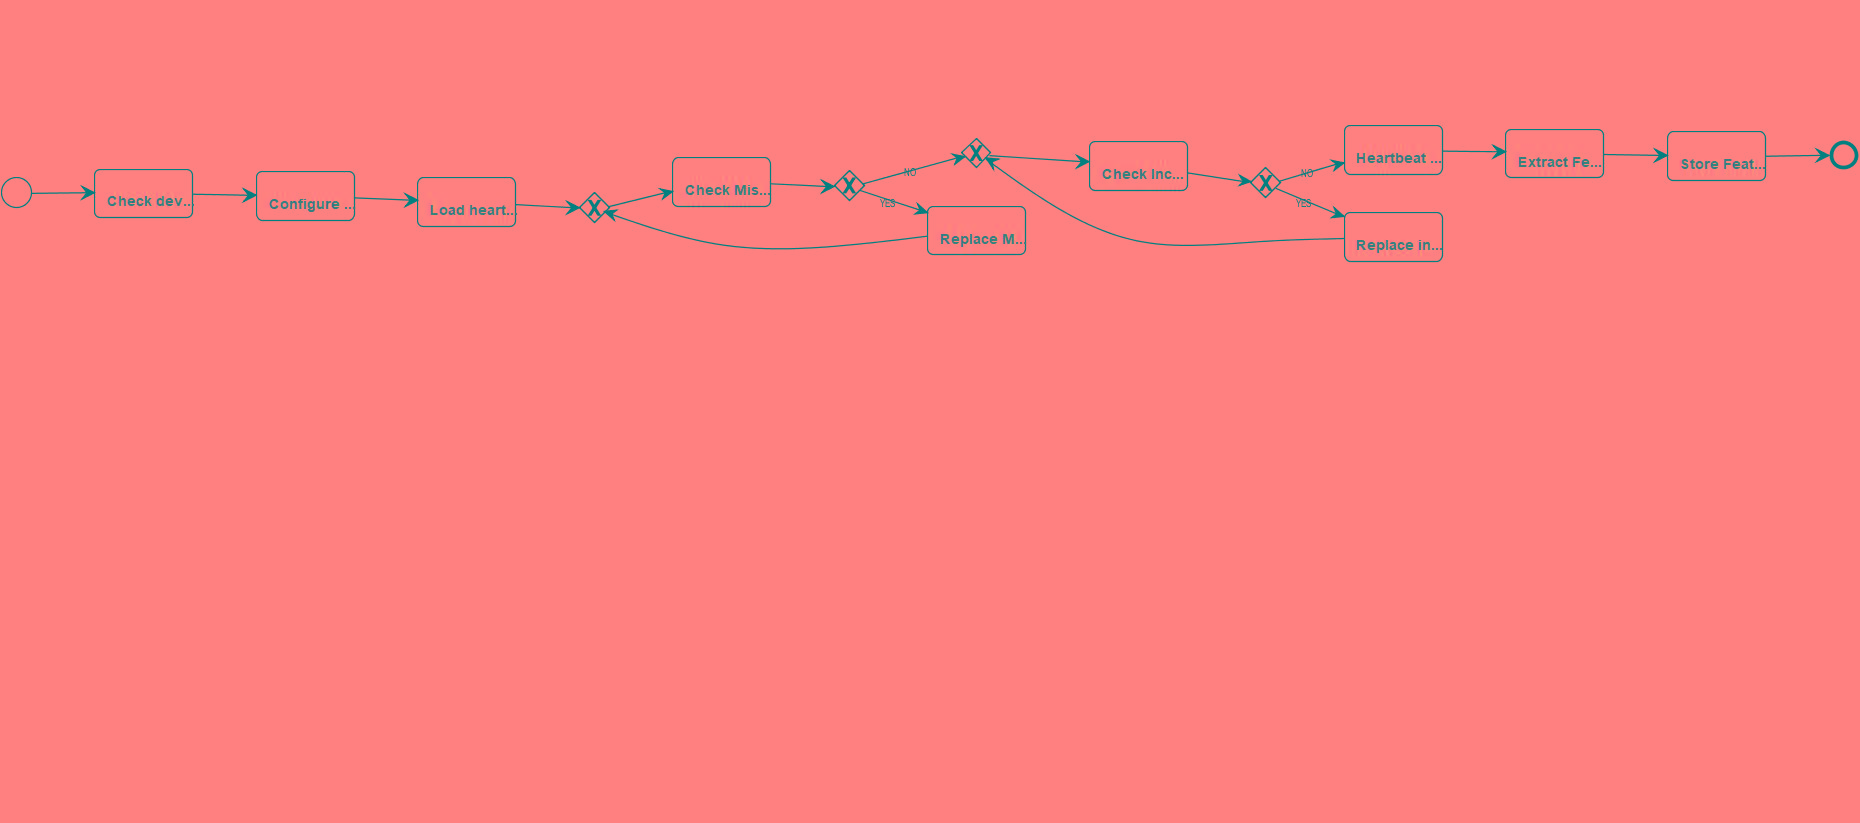 Check dev...
Configure ...
Load heart...
X
Check Mis...
X
NO
YES
Replace M...
X
Check Inc...
X
NO
YES
Heartbeat ...
Replace in...
Extract Fe...
Store Feat...